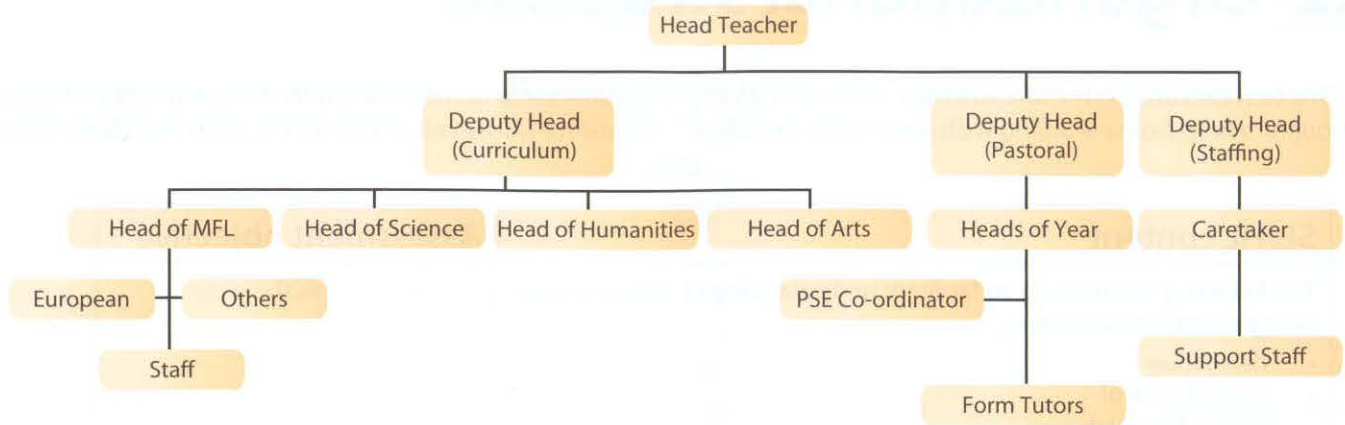 Head Teacher
Deputy Head
(Curriculum)
Deputy Head
(Pastoral)
Deputy Head
(Staffing)
Head of MFL
Head of Science
Head of Humanities
Head of Arts
Heads of Year
Caretaker
European
Others
PSE Co-ordinator
Staff
Support Staff
Form Tutors